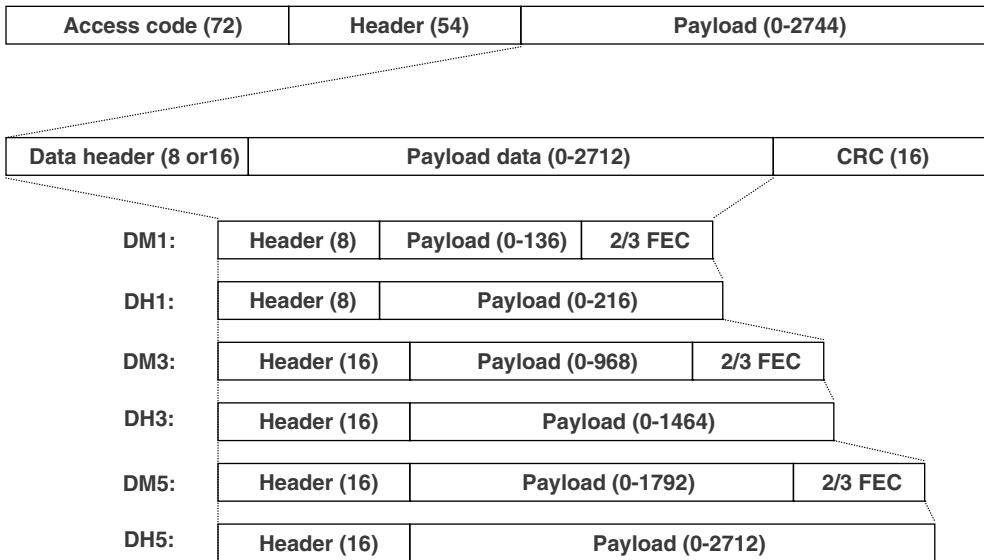 Access code (72) Header (54) Payload (0-2744)
Data header (8 or16) Payload data (0-2712) CRC (16)
DM1: Header (8) Payload (0-136) 2/3 FEC
DH1: Header (8) Payload (0-216)
DM3: Header (16) Payload (0-968) 2/3 FEC
DH3: Header (16) Payload (0-1464)
DM5: Header (16) Payload (0-1792) 2/3 FEC
DH5: Header (16) Payload (0-2712)